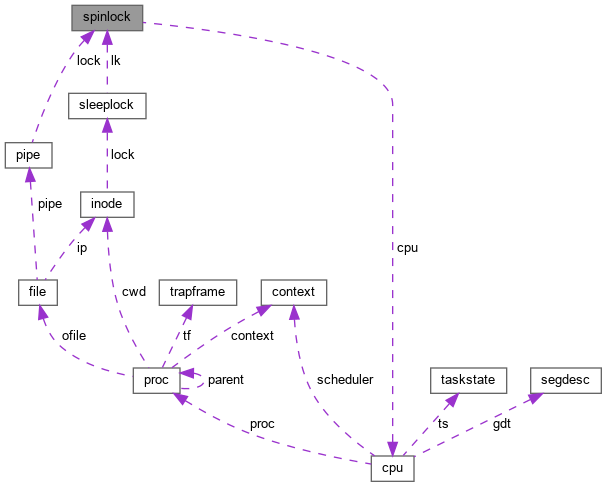 spinlock
lock
lk
sleeplock
pipe
lock
inode
pipe
ip
cpu
file
cwd
trapframe
context
ofile
tf
context
proc
parent
scheduler
taskstate
segdesc
proc
ts
gdt
cpu